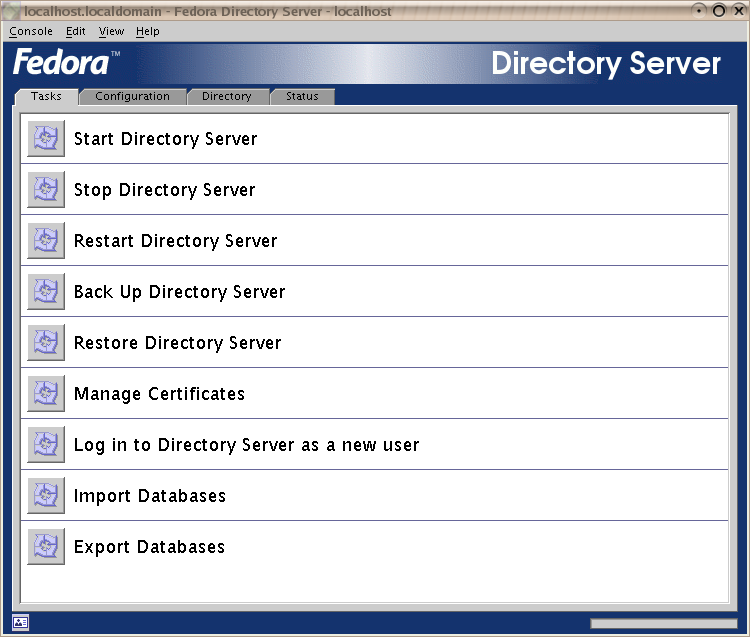 localhost.localdomain - Fedora Directory Server - localhost
Console Edit View Help
Fedora™ Directory Server
Tasks Configuration Directory Status
Start Directory Server
Stop Directory Server
Restart Directory Server
Back Up Directory Server
Restore Directory Server
Manage Certificates
Log in to Directory Server as a new user
Import Databases
Export Databases